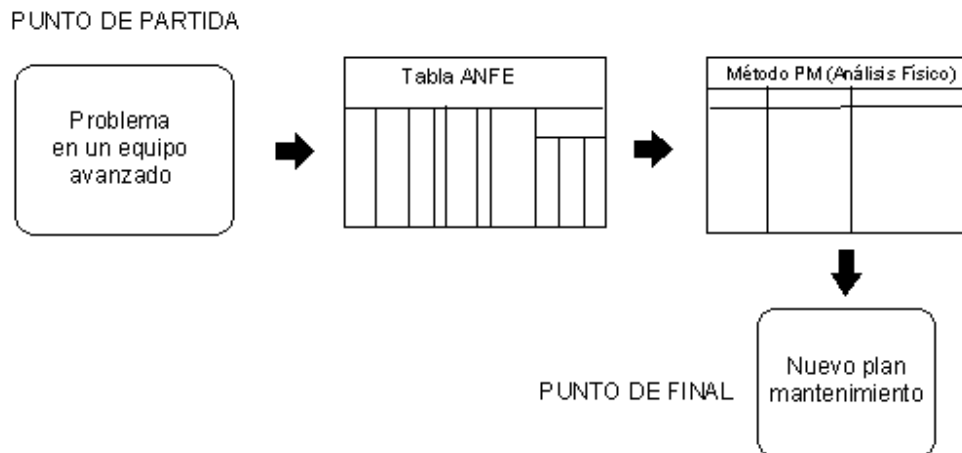 PUNTO DE PARTIDA
Problema
en un equipo
avanzado
Tabla ANFE
Método PM (Análisis Físico)
PUNTO DE FINAL
Nuevo plan
mantenimiento